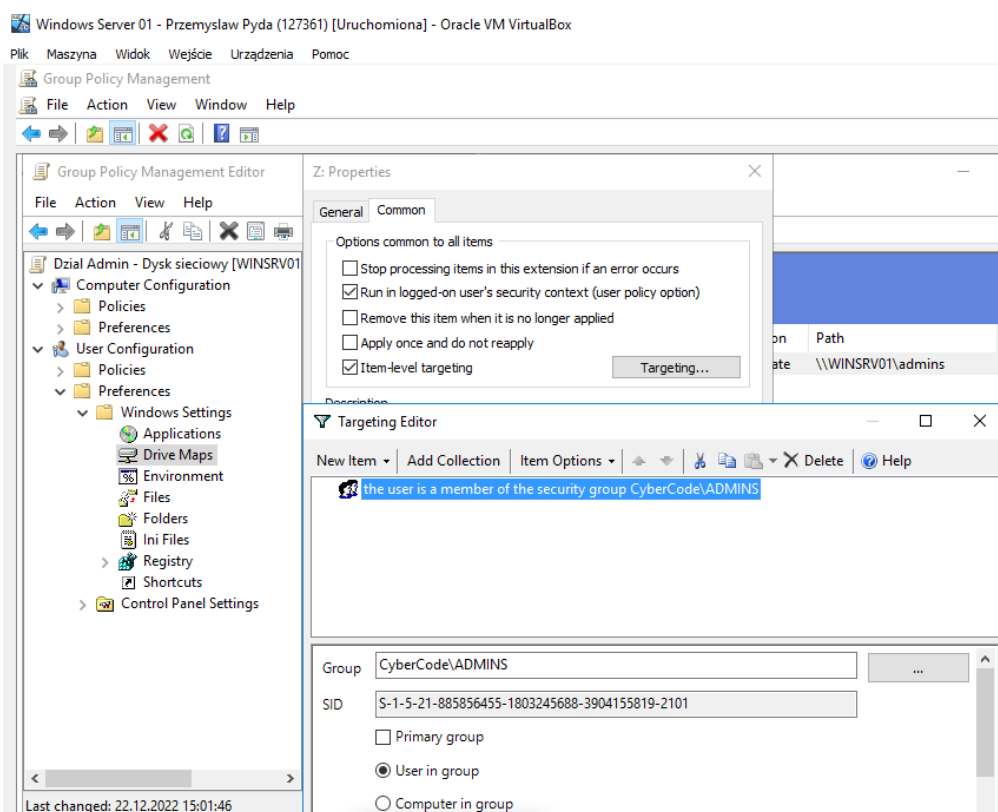 Windows Server 01 - Przemyslaw Pyda (127361) [Uruchomiona] - Oracle VM VirtualBox
Plik Maszyna Widok Wejście Urządzenia Pomoc
Group Policy Management
File Action View Window Help
Group Policy Management Editor
File Action View Help
Dzial Admin - Dysk sieciowy [WINSRV01
Computer Configuration
Policies
Preferences
User Configuration
Policies
Preferences
Windows Settings
Applications
Drive Maps
Environment
Files
Folders
Ini Files
Registry
Shortcuts
Control Panel Settings
Last changed: 22.12.2022 15:01:46
Z: Properties
General Common
Options common to all items
Stop processing items in this extension if an error occurs
Run in logged-on user's security context (user policy option)
Remove this item when it is no longer applied
Apply once and do not reapply
Item-level targeting Targeting...
Description
on Path
ate \\WINSRV01\admins
Targeting Editor
New Item Add Collection Item Options Delete Help
the user is a member of the security group CyberCode\ADMINS
Group CyberCode\ADMINS ...
SID S-1-5-21-885856455-1803245688-3904155819-2101
Primary group
User in group
Computer in group